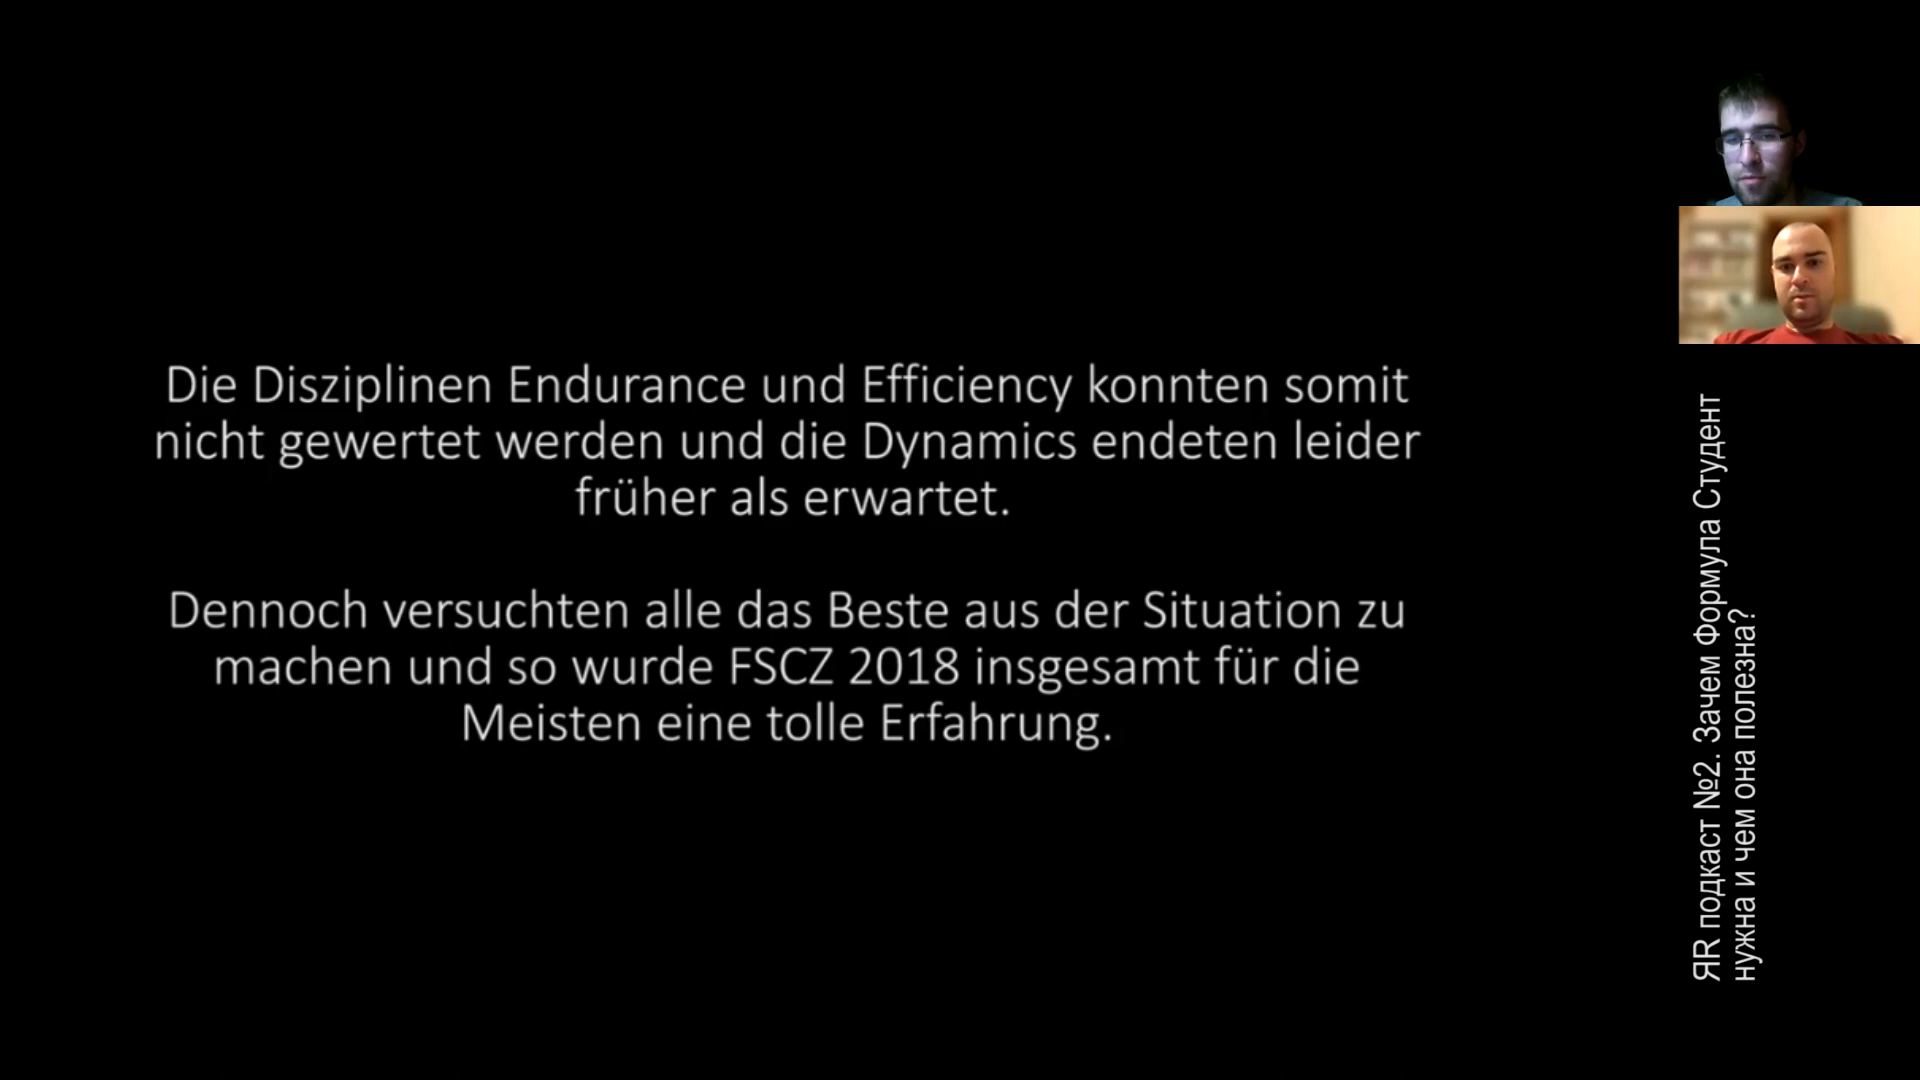 Die Disziplinen Endurance und Efficiency konnten somit
nicht gewertet werden und die Dynamics endeten leider
früher als erwartet.
Dennoch versuchten alle das Beste aus der Situation zu
machen und so wurde FSCZ 2018 insgesamt für die
Meisten eine tolle Erfahrung.
ЯR подкаст №2. Зачем Формула Студент
нужна и чем она полезна?